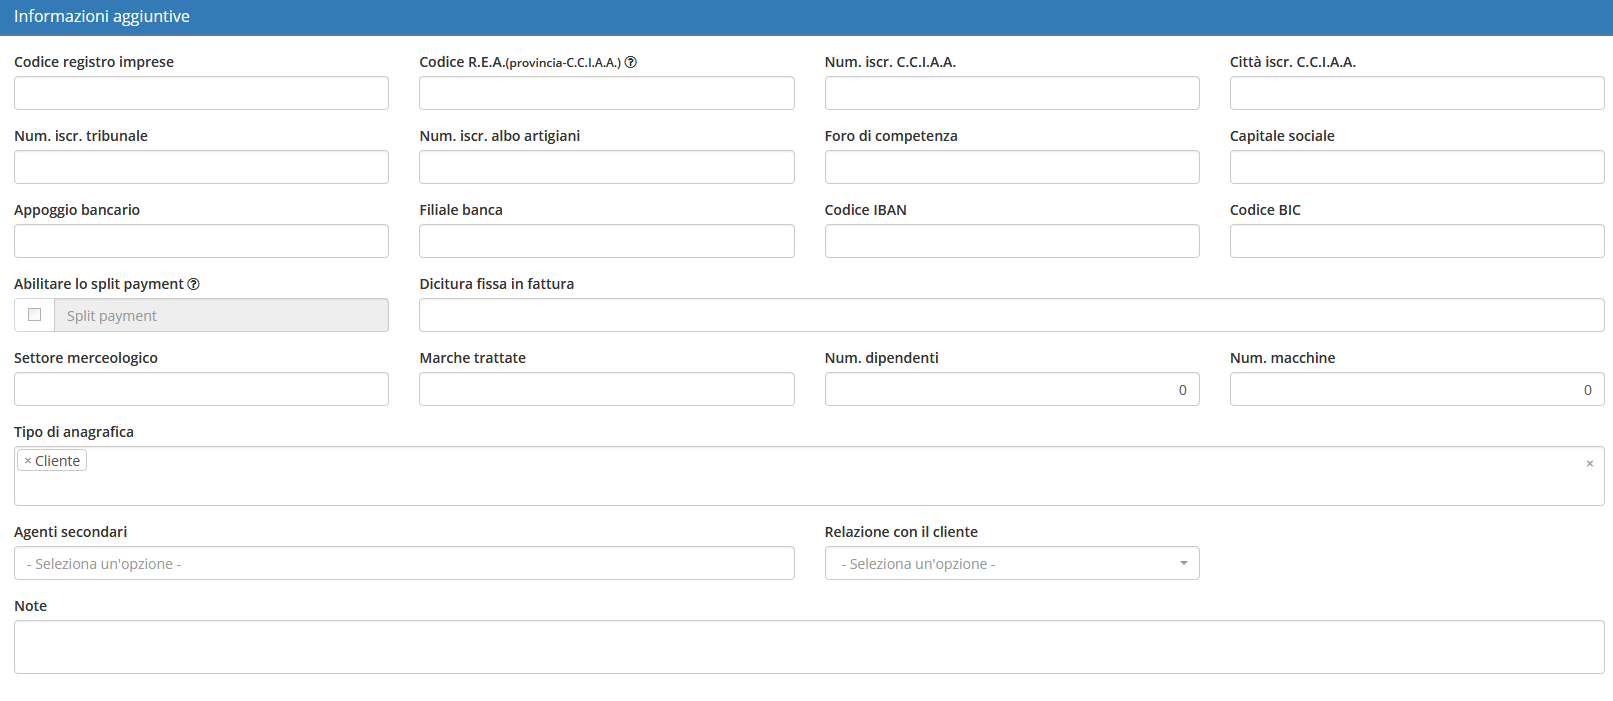 Informazioni aggiuntive
Codice registro imprese
Codice R.E.A.(provincia-C.C.I.A.A.)
Num. iscr. C.C.I.A.A.
Città iscr. C.C.I.A.A.
Num. iscr. tribunale
Num. iscr. albo artigiani
Foro di competenza
Capitale sociale
Appoggio bancario
Filiale banca
Codice IBAN
Codice BIC
Abilitare lo split payment
Dicitura fissa in fattura
Split payment
Settore merceologico
Marche trattate
Num. dipendenti
Num. macchine
0
0
Tipo di anagrafica
× Cliente
×
Agenti secondari
Relazione con il cliente
- Seleziona un'opzione -
- Seleziona un'opzione -
Note